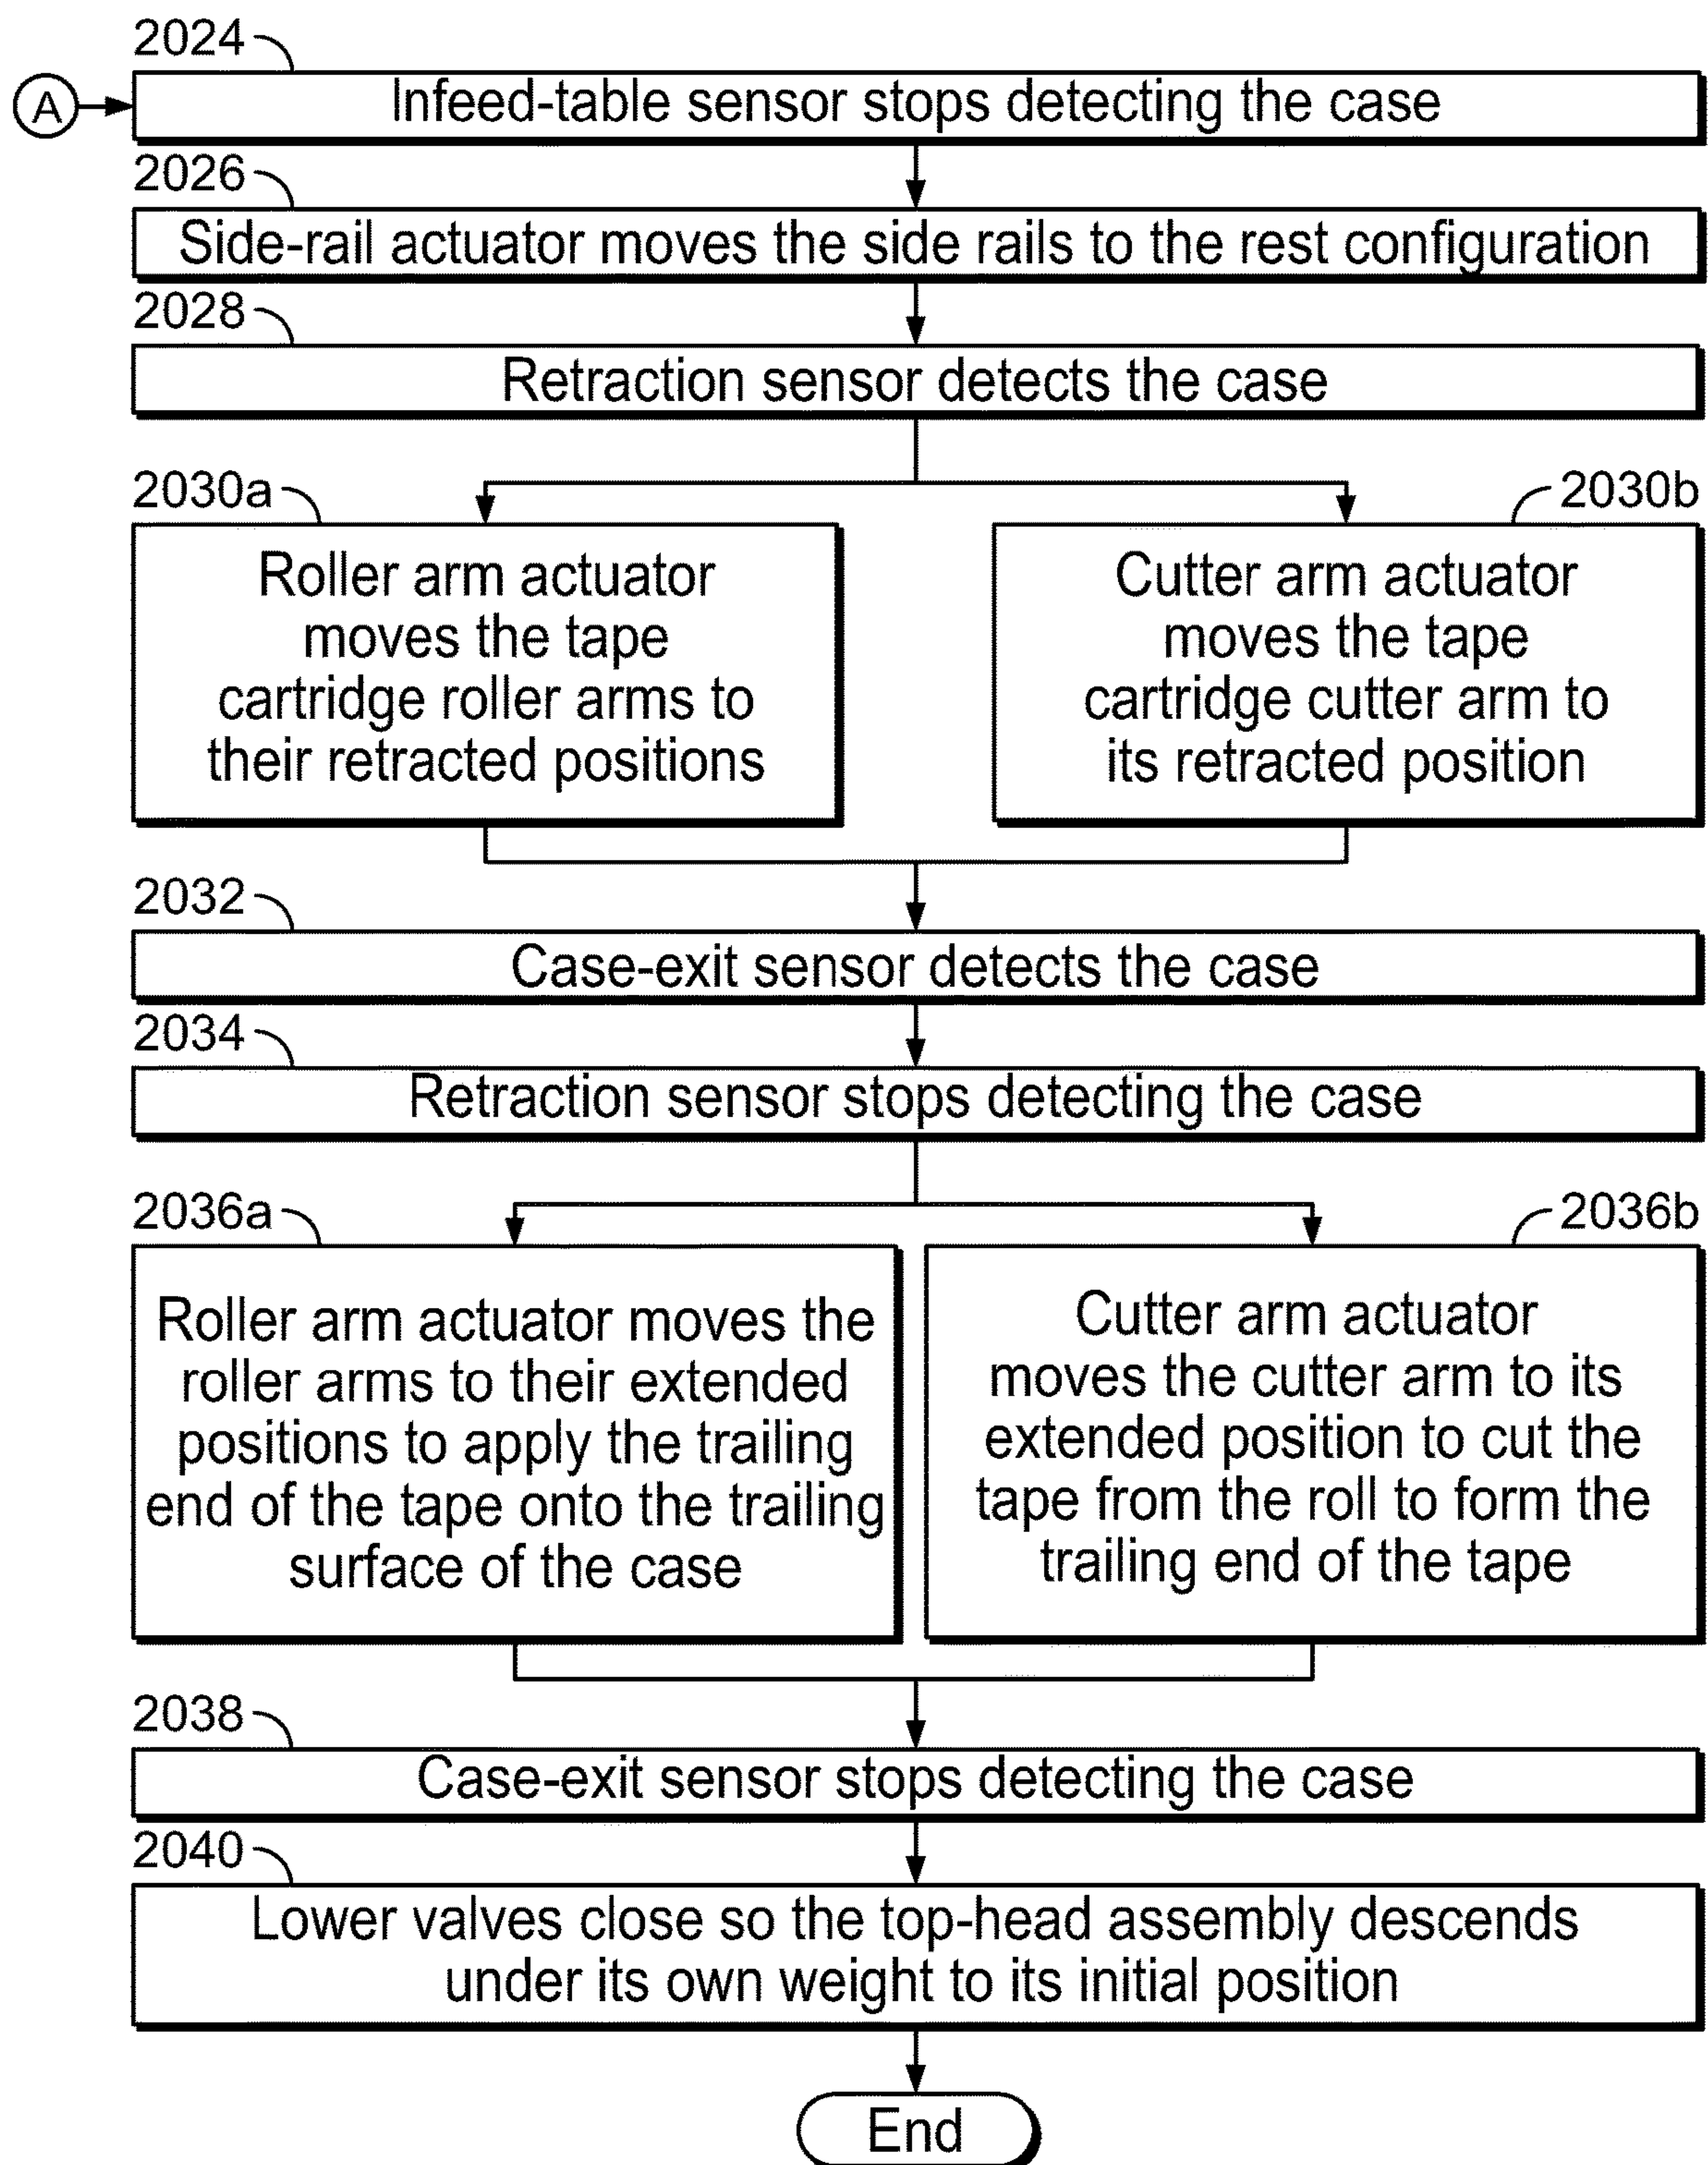 2024
A
Infeed-table sensor stops detecting the case
2026
Side-rail actuator moves the side rails to the rest configuration
2028
Retraction sensor detects the case
2030a
2030b
Roller arm actuator
moves the tape
cartridge roller arms to
their retracted positions
Cutter arm actuator
moves the tape
cartridge cutter arm to
its retracted position
2032
Case-exit sensor detects the case
2034
Retraction sensor stops detecting the case
2036a
2036b
Roller arm actuator moves the
roller arms to their extended
positions to apply the trailing
end of the tape onto the trailing
surface of the case
Cutter arm actuator
moves the cutter arm to its
extended position to cut the
tape from the roll to form the
trailing end of the tape
2038
Case-exit sensor stops detecting the case
2040
Lower valves close so the top-head assembly descends
under its own weight to its initial position
End